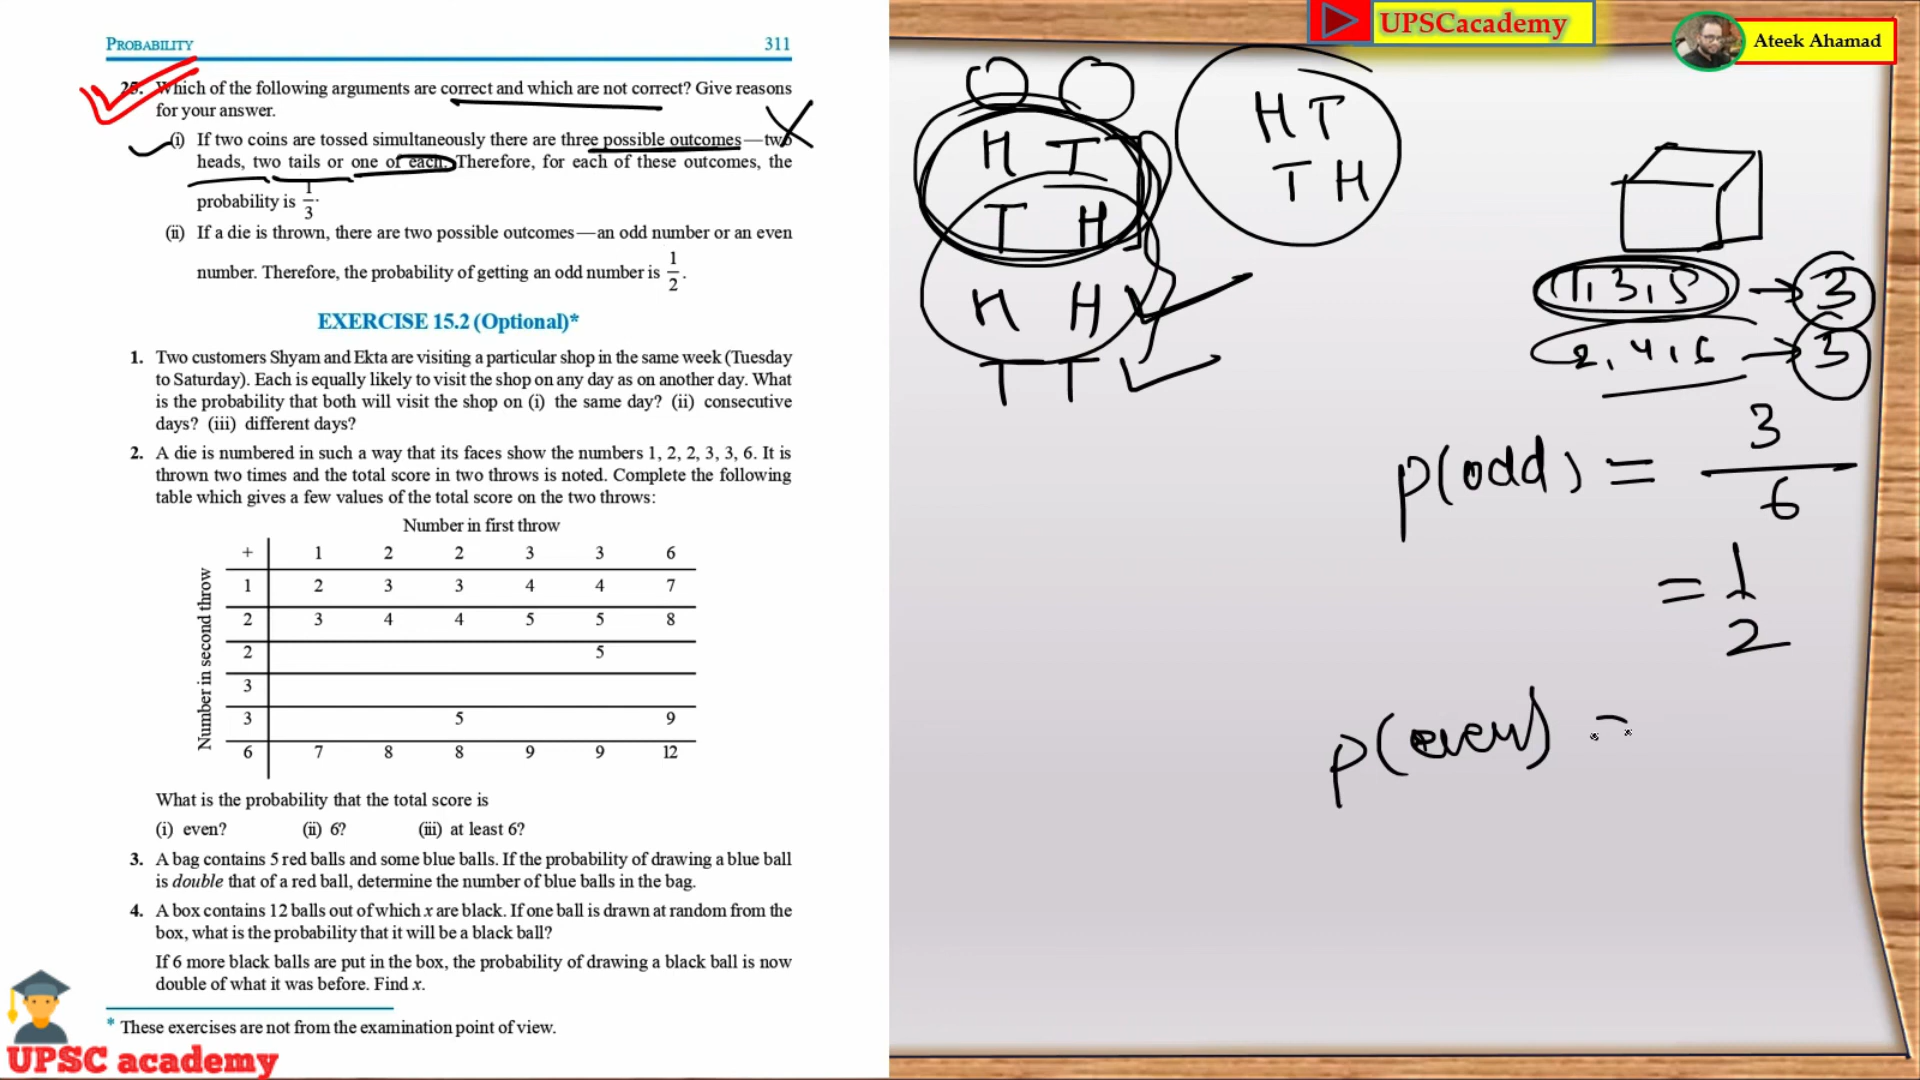 PROBABILITY 311
25. Which of the following arguments are correct and which are not correct? Give reasons
for your answer.
(i) If two coins are tossed simultaneously there are three possible outcomes—two
heads, two tails or one of each. Therefore, for each of these outcomes, the
probability is 1/3.
(ii) If a die is thrown, there are two possible outcomes—an odd number or an even
number. Therefore, the probability of getting an odd number is 1/2.
EXERCISE 15.2 (Optional)*
1. Two customers Shyam and Ekta are visiting a particular shop in the same week (Tuesday
to Saturday). Each is equally likely to visit the shop on any day as on another day. What
is the probability that both will visit the shop on (i) the same day? (ii) consecutive
days? (iii) different days?
2. A die is numbered in such a way that its faces show the numbers 1, 2, 2, 3, 3, 6. It is
thrown two times and the total score in two throws is noted. Complete the following
table which gives a few values of the total score on the two throws:
Number in first throw
Number in second throw
+ 1 2 2 3 3 6
1 2 3 3 4 4 7
2 3 4 4 5 5 8
2 5
3
3 5 9
6 7 8 8 9 9 12
What is the probability that the total score is
(i) even? (ii) 6? (iii) at least 6?
3. A bag contains 5 red balls and some blue balls. If the probability of drawing a blue ball
is double that of a red ball, determine the number of blue balls in the bag.
4. A box contains 12 balls out of which x are black. If one ball is drawn at random from the
box, what is the probability that it will be a black ball?
If 6 more black balls are put in the box, the probability of drawing a black ball is now
double of what it was before. Find x.
* These exercises are not from the examination point of view.
UPSC academy
UPSCacademy
Ateek Ahamad
H T
T H
H H
T T
H T
T H
1, 3, 5 → 3
2, 4, 6 → 3
P(odd) = 3/6
= 1/2
P(even) =